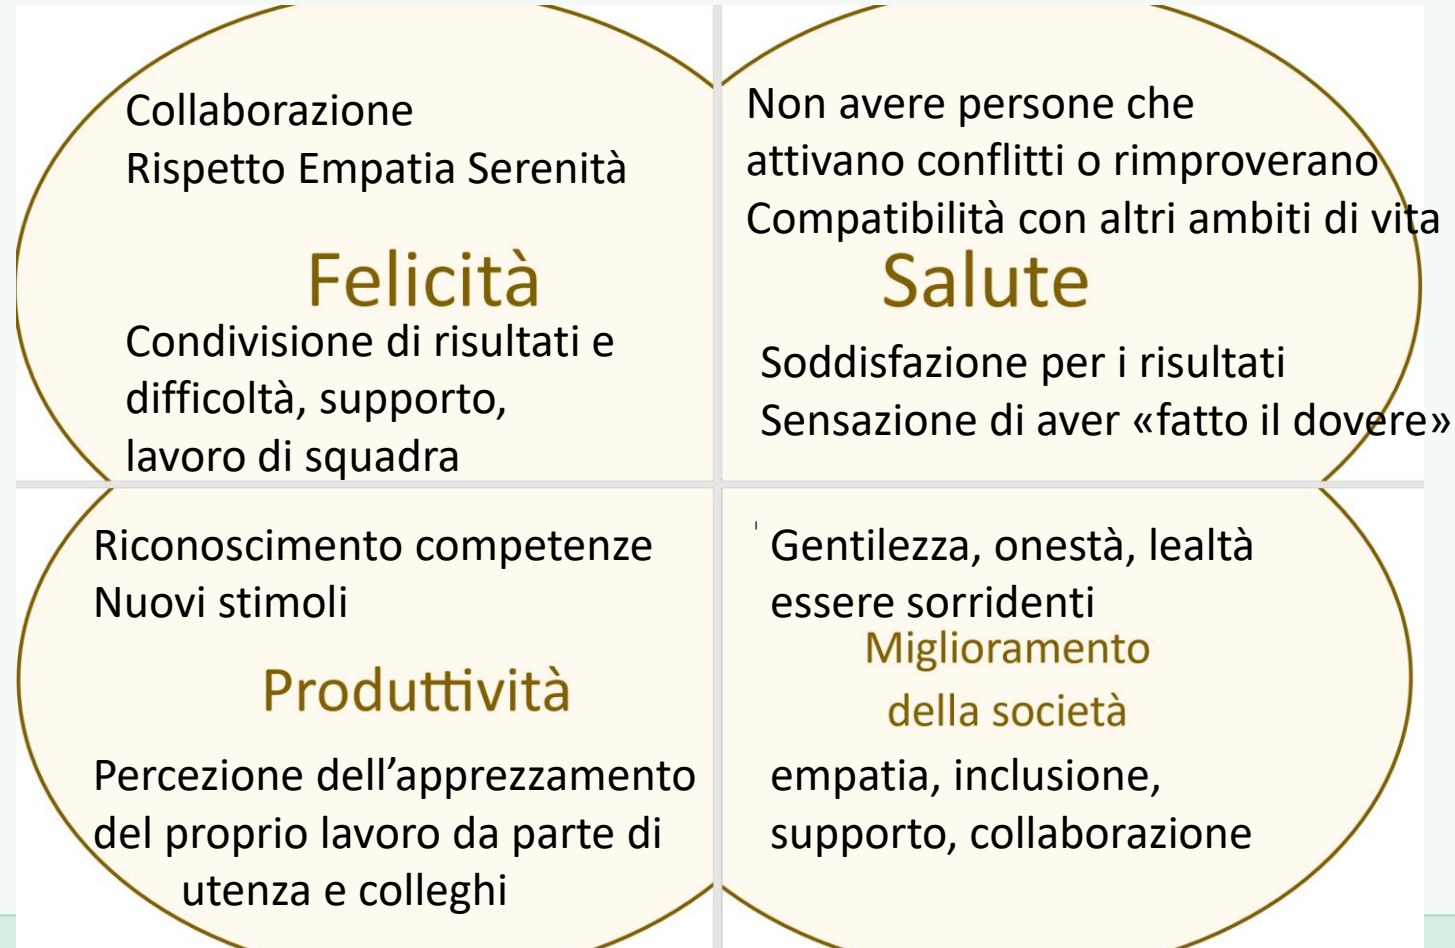 Collaborazione
Rispetto Empatia Serenità
Felicità
Condivisione di risultati e
difficoltà, supporto,
lavoro di squadra
Non avere persone che
attivano conflitti o rimproverano
Compatibilità con altri ambiti di vita
Salute
Soddisfazione per i risultati
Sensazione di aver «fatto il dovere»
Riconoscimento competenze
Nuovi stimoli
Produttività
Percezione dell’apprezzamento
del proprio lavoro da parte di
utenza e colleghi
Gentilezza, onestà, lealtà
essere sorridenti
Miglioramento
della società
empatia, inclusione,
supporto, collaborazione